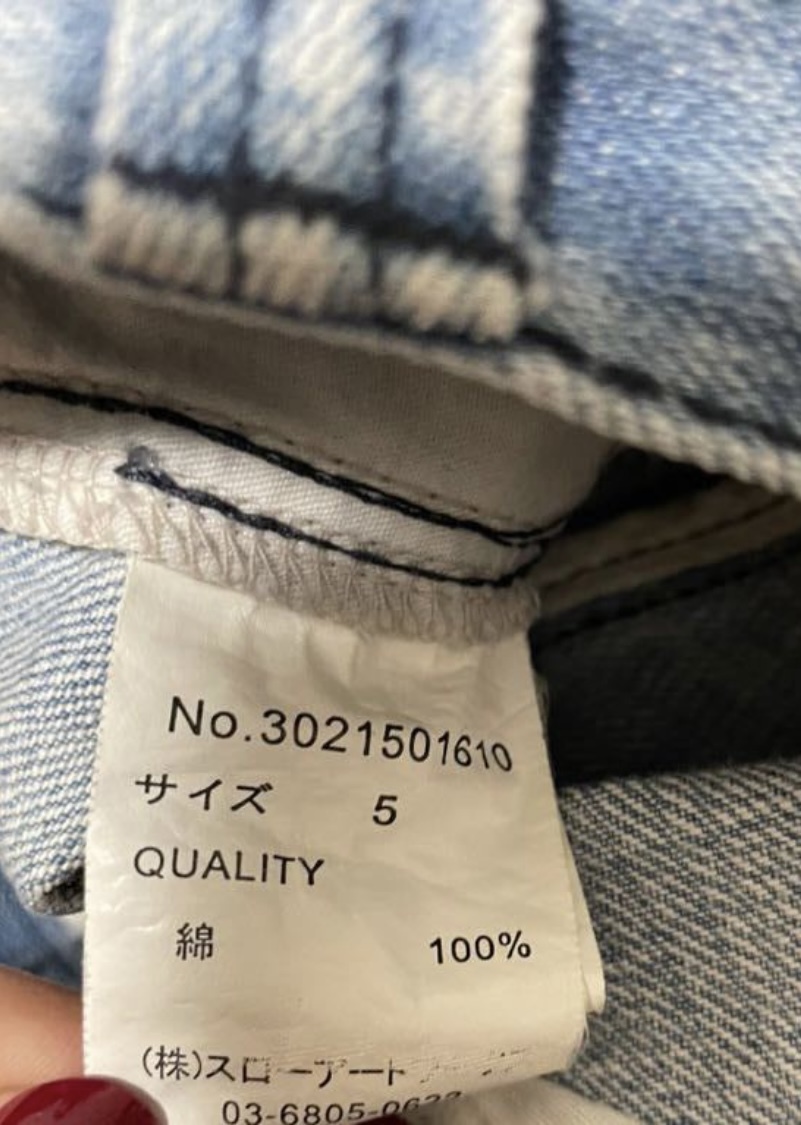 No.3021501610
サイズ 5
QUALITY
綿 100%
(株)スローアート
03-6805-